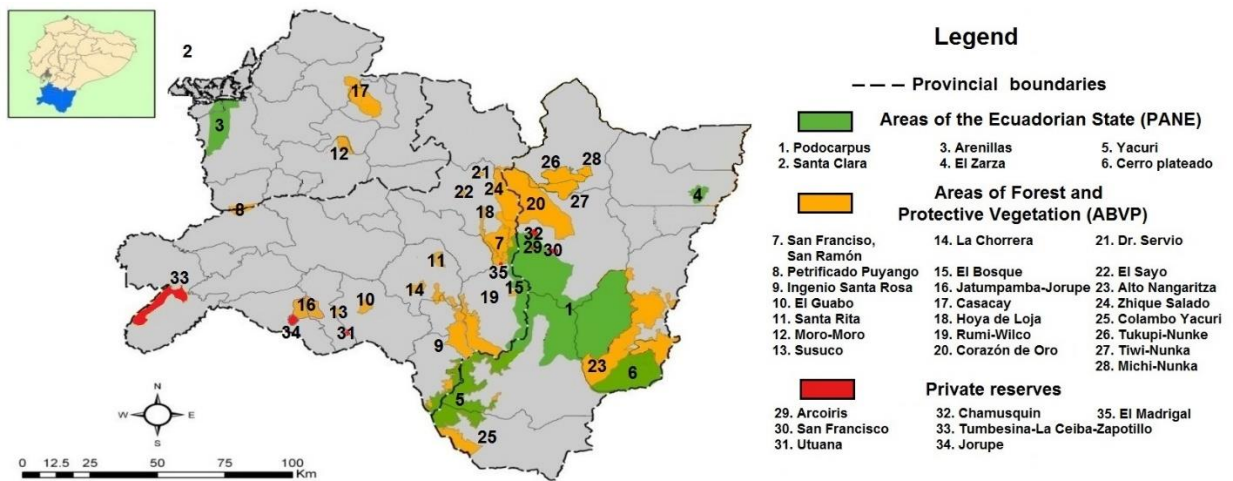 Legend
Provincial boundaries
Areas of the Ecuadorian State (PANE)
1. Podocarpus 3. Arenillas 5. Yacuri
2. Santa Clara 4. El Zarza 6. Cerro plateado
Areas of Forest and
Protective Vegetation (ABVP)
7. San Franciso,
San Ramón
14. La Chorrera 21. Dr. Servio
8. Petrificado Puyango 15. El Bosque 22. El Sayo
9. Ingenio Santa Rosa 16. Jatumpamba-Jorupe 23. Alto Nangaritza
10. El Guabo 17. Casacay 24. Zhique Salado
11. Santa Rita 18. Hoya de Loja 25. Colambo Yacuri
12. Moro-Moro 19. Rumi-Wilco 26. Tukupi-Nunke
13. Susuco 20. Corazón de Oro 27. Tiwi-Nunka
28. Michi-Nunka
Private reserves
29. Arcoiris 32. Chamusquin 35. El Madrigal
30. San Francisco 33. Tumbesina-La Ceiba-Zapotillo
31. Utuana 34. Jorupe
2
17
3
12
26 28
21
24
22
27
4
20
18
8
32
29
7
30
11
35
33
14
15
19
1
16
13
10
34
31
9
23
6
5
25
N
W E
S
0 12.5 25 50 75 100
Km